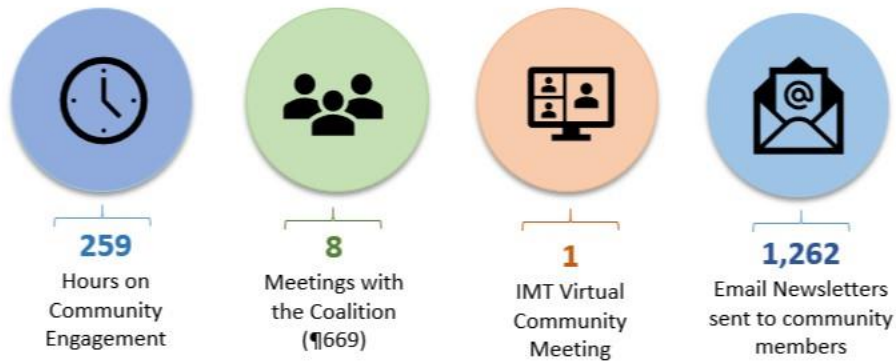 259
Hours on
Community
Engagement
8
Meetings with
the Coalition
(¶669)
1
IMT Virtual
Community
Meeting
1,262
Email Newsletters
sent to community
members
@